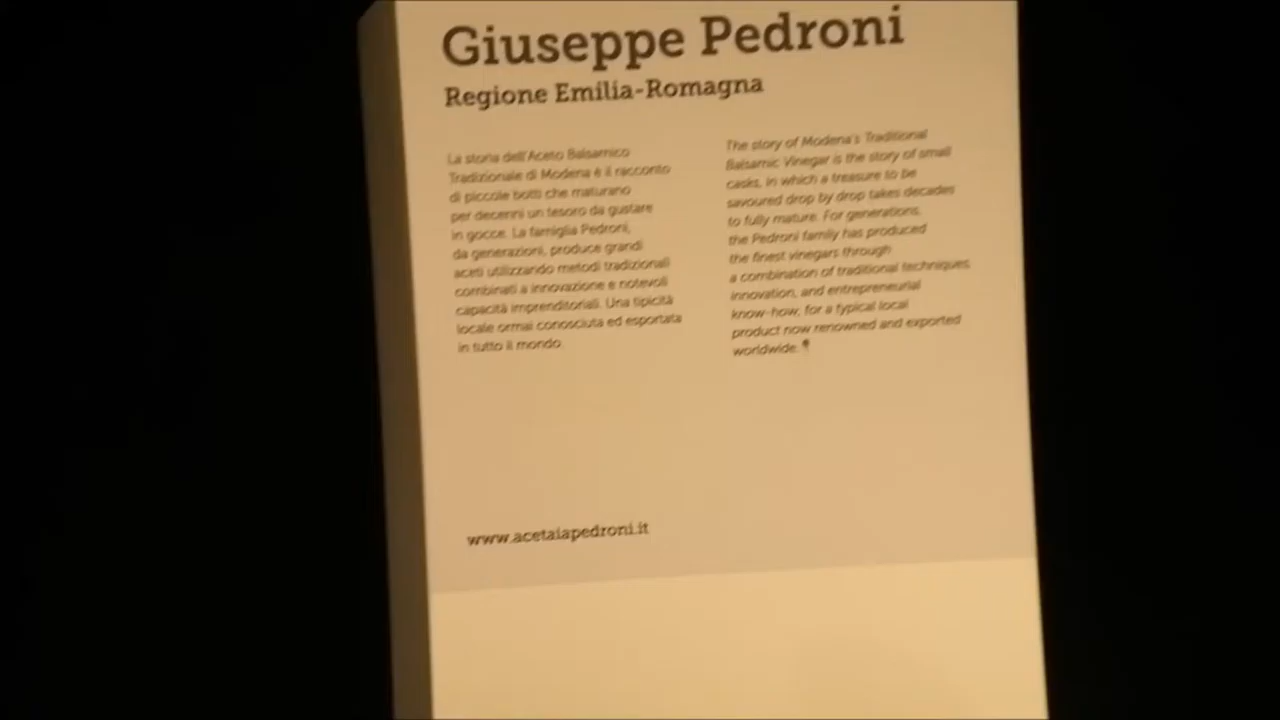 Giuseppe Pedroni
Regione Emilia-Romagna
La storia dell'Aceto Balsamico
Tradizionale di Modena è il racconto
di piccole botti che maturano
per decenni un tesoro da gustare
in gocce. La famiglia Pedroni,
da generazioni, produce grandi
aceti utilizzando metodi tradizionali
combinati a innovazione e notevoli
capacità imprenditoriali. Una tipicità
locale ormai conosciuta ed esportata
in tutto il mondo.
The story of Modena's Traditional
Balsamic Vinegar is the story of small
casks, in which a treasure to be
savoured drop by drop takes decades
to fully mature. For generations,
the Pedroni family has produced
the finest vinegars through
a combination of traditional techniques,
innovation, and entrepreneurial
know-how, for a typical local
product now renowned and exported
worldwide.
www.acetaiapedroni.it